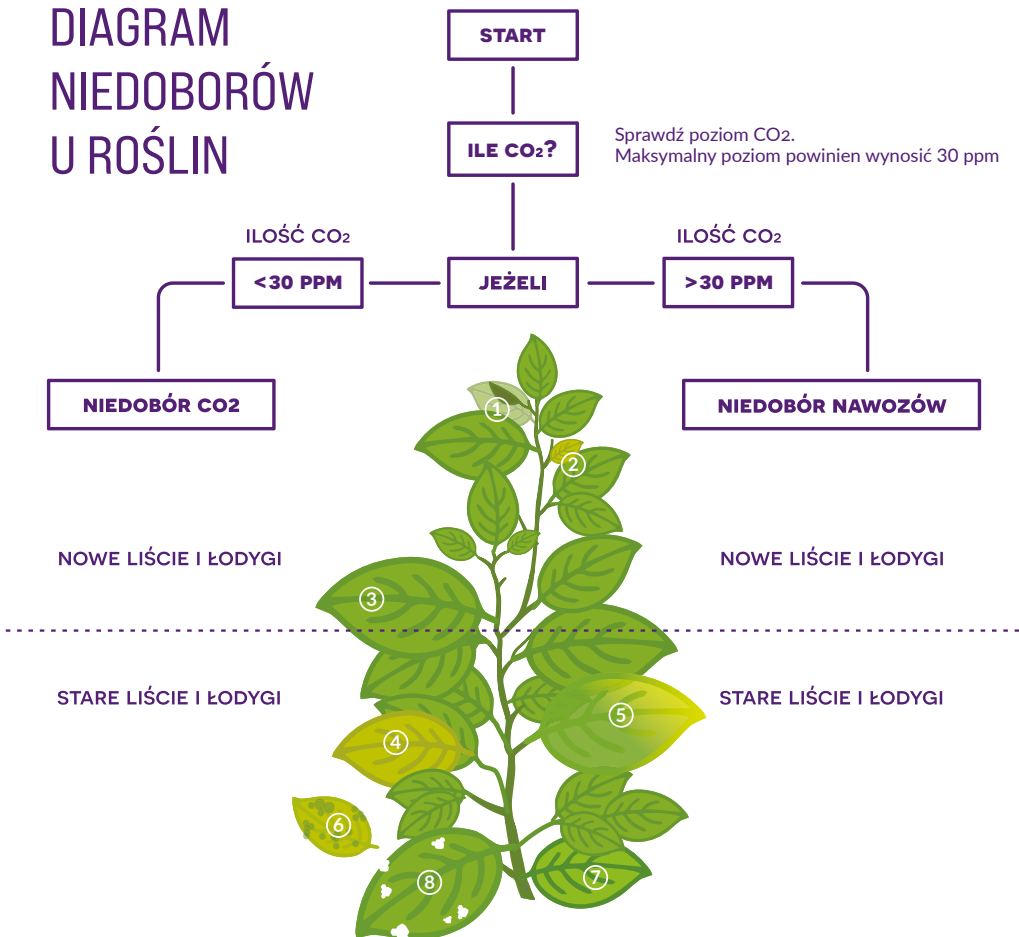 DIAGRAM
NIEDOBORÓW
U ROŚLIN
START
ILE CO₂?
Sprawdź poziom CO2.
Maksymalny poziom powinien wynosić 30 ppm
ILOŚĆ CO₂
<30 PPM
JEŻELI
ILOŚĆ CO₂
>30 PPM
NIEDOBÓR CO2
NIEDOBÓR NAWOZÓW
1
2
NOWE LIŚCIE I ŁODYGI
NOWE LIŚCIE I ŁODYGI
3
STARE LIŚCIE I ŁODYGI
STARE LIŚCIE I ŁODYGI
5
4
6
8
7